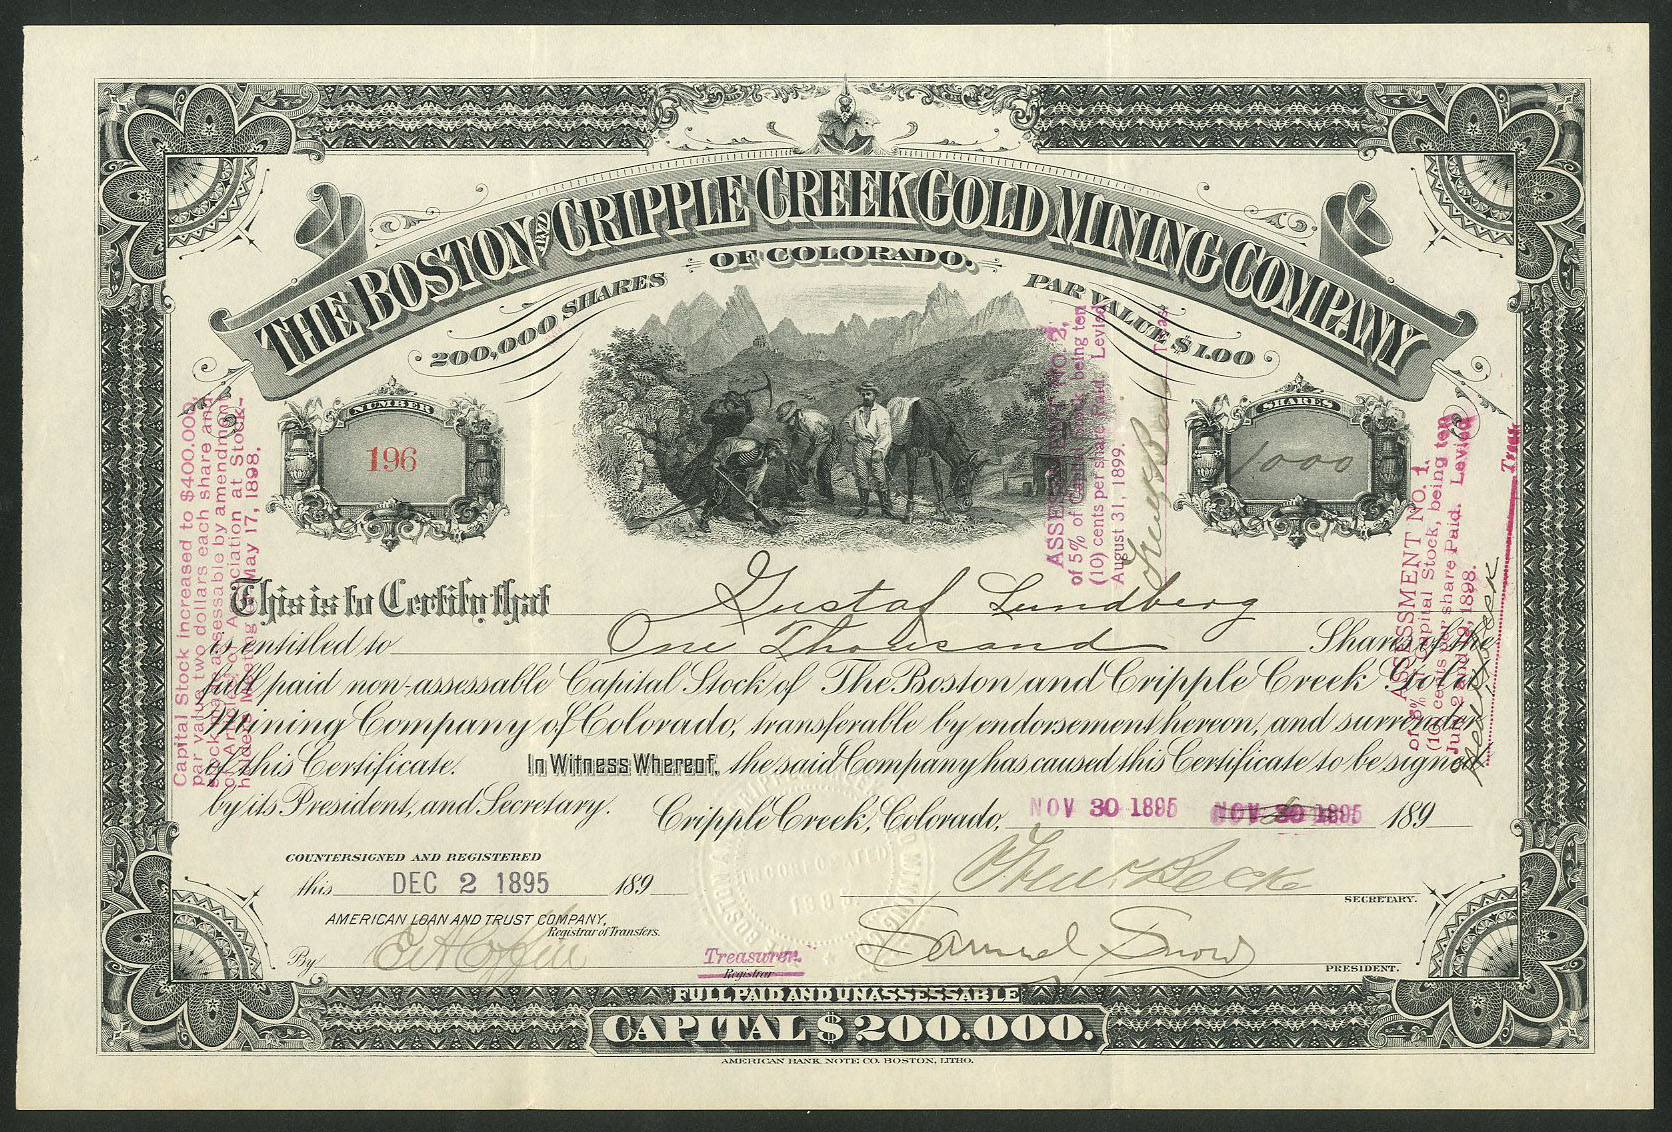 THE BOSTON AND CRIPPLE CREEK GOLD MINING COMPANY
OF COLORADO.
200,000 SHARES
PAR VALUE $1.00
NUMBER
196
SHARES
1000
This is to Certify that Gustaf Lundberg
is entitled to One Thousand Shares of the
full paid non-assessable Capital Stock of The Boston and Cripple Creek Gold
Mining Company of Colorado, transferable by endorsement hereon, and surrender
of this Certificate. In Witness Whereof, the said Company has caused this Certificate to be signed
by its President, and Secretary. Cripple Creek, Colorado, NOV 30 1895 NOV 30 1895 189
COUNTERSIGNED AND REGISTERED
this DEC 2 1895 189
AMERICAN LOAN AND TRUST COMPANY,
Registrar of Transfers.
By
Treasurer.
Registrar
SECRETARY.
Samuel Snow
PRESIDENT.
FULL PAID AND UNASSESSABLE
CAPITAL $200.000.
AMERICAN BANK NOTE CO. BOSTON, LITHO.
Capital Stock increased to $400.000,
par value two dollars each share and
stock made assessable by amendment
of Articles of Association at Stock-
holders Meeting May 17, 1898.
ASSESSMENT NO. 2,
of 5% of Capital Stock, being ten
(10) cents per share Paid. Levied
August 31, 1899.
Treas.
ASSESSMENT NO. 1,
of 5% of Capital Stock, being ten
(10) cents per share Paid. Levied
July 2 and 9, 1898.
Treas.